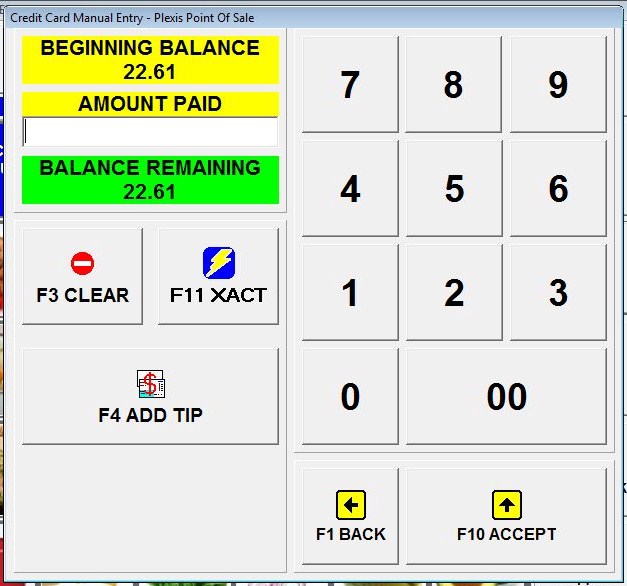 Credit Card Manual Entry - Plexis Point Of Sale
BEGINNING BALANCE
22.61
AMOUNT PAID
BALANCE REMAINING
22.61
F3 CLEAR
F11 XACT
F4 ADD TIP
7 8 9
4 5 6
1 2 3
0 00
F1 BACK
F10 ACCEPT